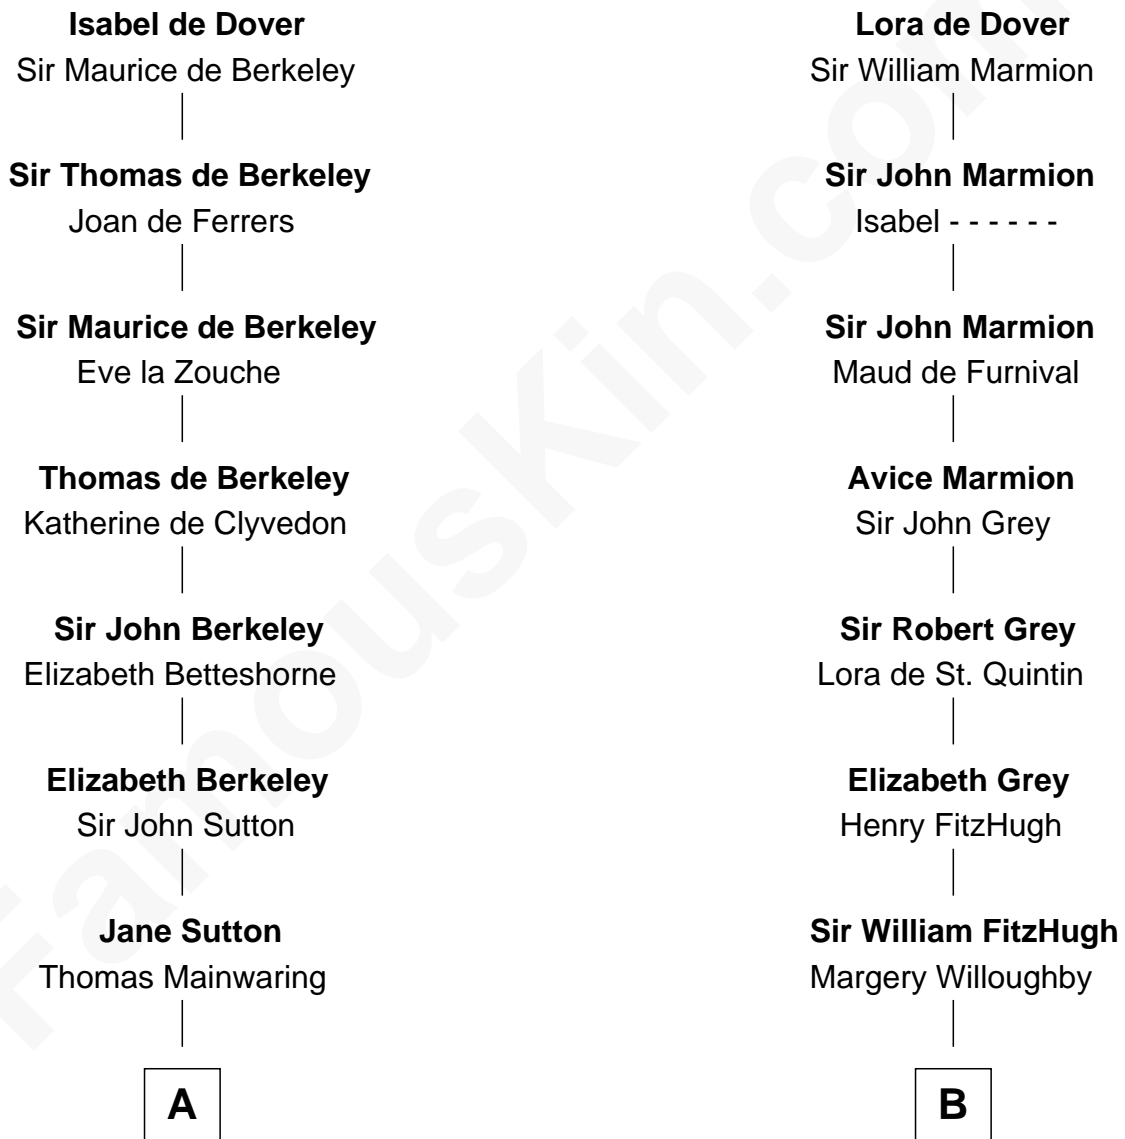 Isabel de Dover
Sir Maurice de Berkeley
Sir Thomas de Berkeley
Joan de Ferrers
Sir Maurice de Berkeley
Eve la Zouche
Thomas de Berkeley
Katherine de Clyvedon
Sir John Berkeley
Elizabeth Betteshorne
Elizabeth Berkeley
Sir John Sutton
Jane Sutton
Thomas Mainwaring
A
Lora de Dover
Sir William Marmion
Sir John Marmion
Isabel - - - - - -
Sir John Marmion
Maud de Furnival
Avice Marmion
Sir John Grey
Sir Robert Grey
Lora de St. Quintin
Elizabeth Grey
Henry FitzHugh
Sir William FitzHugh
Margery Willoughby
B
FamousKin.com